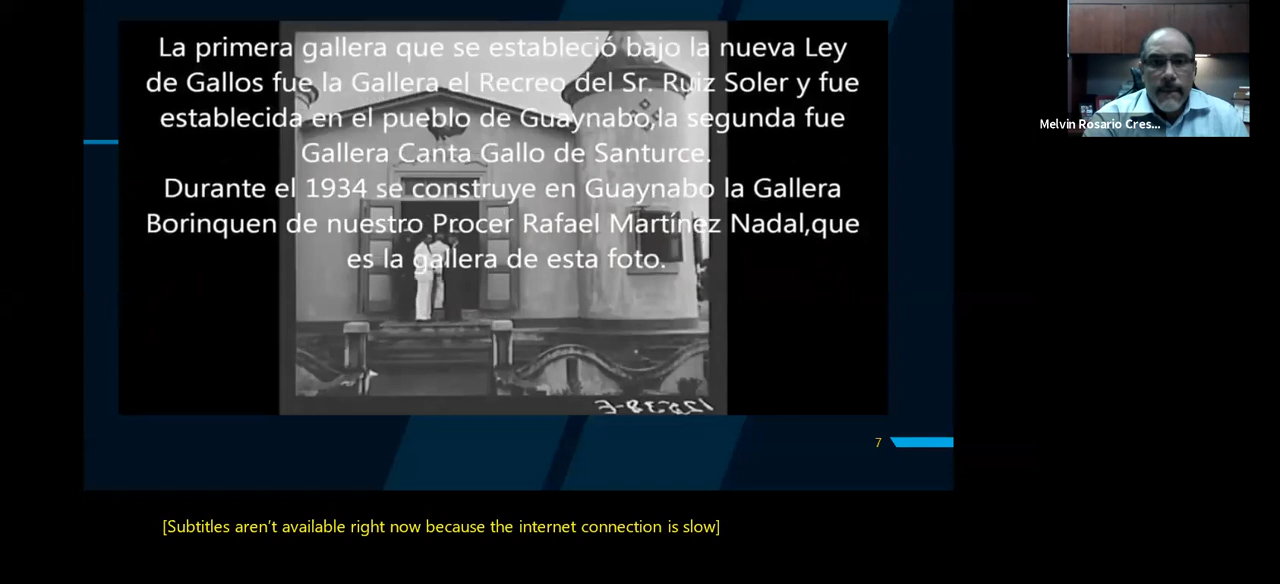 La primera gallera que se estableció bajo la nueva Ley
de Gallos fue la Gallera el Recreo del Sr. Ruiz Soler y fue
establecida en el pueblo de Guaynabo,la segunda fue
Gallera Canta Gallo de Santurce.
Durante el 1934 se construye en Guaynabo la Gallera
Borinquen de nuestro Procer Rafael Martínez Nadal,que
es la gallera de esta foto.
7
Melvin Rosario Cres...
[Subtitles aren't available right now because the internet connection is slow]